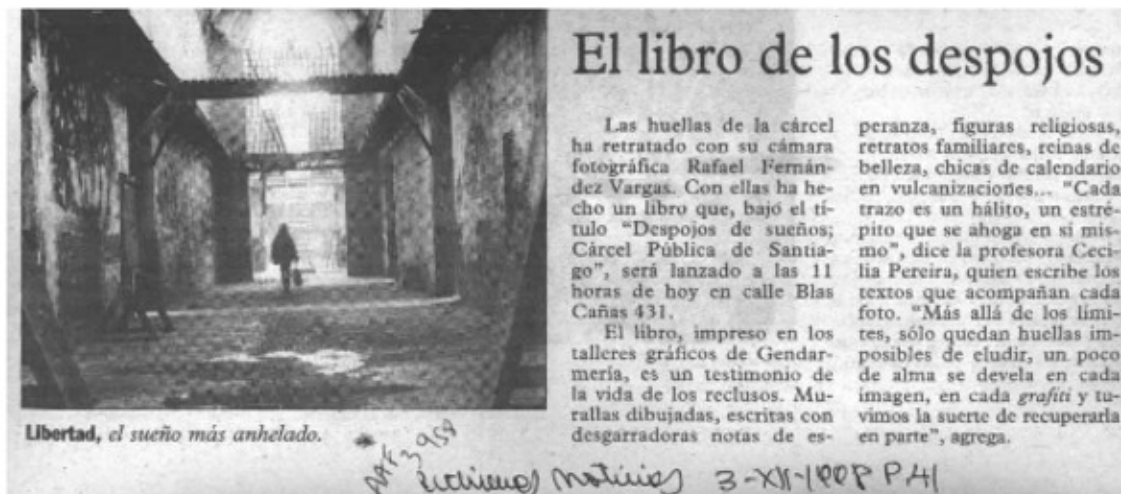 El libro de los despojos
Las huellas de la cárcel
ha retratado con su cámara
fotográfica Rafael Fernán-
dez Vargas. Con ellas ha he-
cho un libro que, bajo el tí-
tulo “Despojos de sueños;
Cárcel Pública de Santia-
go”, será lanzado a las 11
horas de hoy en calle Blas
Cañas 431.
El libro, impreso en los
talleres gráficos de Gendar-
mería, es un testimonio de
la vida de los reclusos. Mu-
rallas dibujadas, escritas con
desgarradoras notas de es-
peranza, figuras religiosas,
retratos familiares, reinas de
belleza, chicas de calendario
en vulcanizaciones... “Cada
trazo es un hálito, un estré-
pito que se ahoga en sí mis-
mo”, dice la profesora Ceci-
lia Pereira, quien escribe los
textos que acompañan cada
foto. “Más allá de los lími-
tes, sólo quedan huellas im-
posibles de eludir, un poco
de alma se devela en cada
imagen, en cada grafiti y tu-
vimos la suerte de recuperarla
en parte”, agrega.
Libertad, el sueño más anhelado.
Noticias 3-XII-1998 P.41